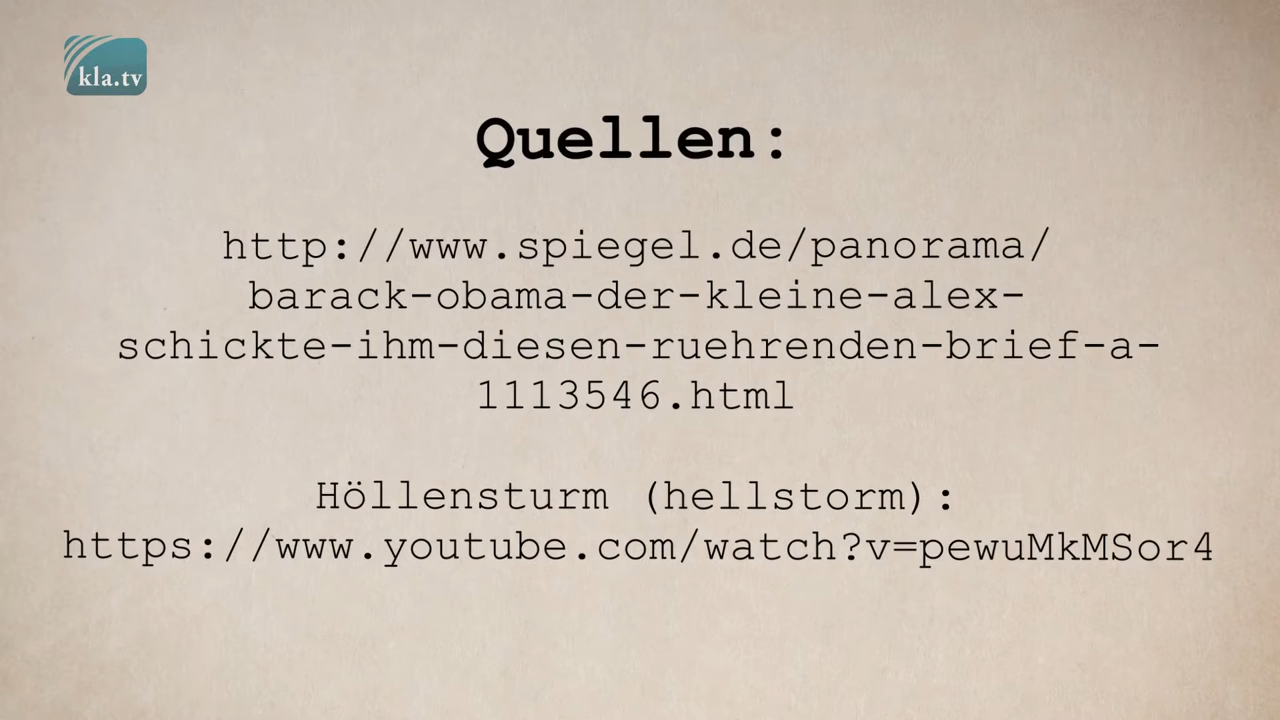 kla.tv
Quellen:
http://www.spiegel.de/panorama/
barack-obama-der-kleine-alex-
schickte-ihm-diesen-ruehrenden-brief-a-
1113546.html
Höllensturm (hellstorm):
https://www.youtube.com/watch?v=pewuMkMSor4